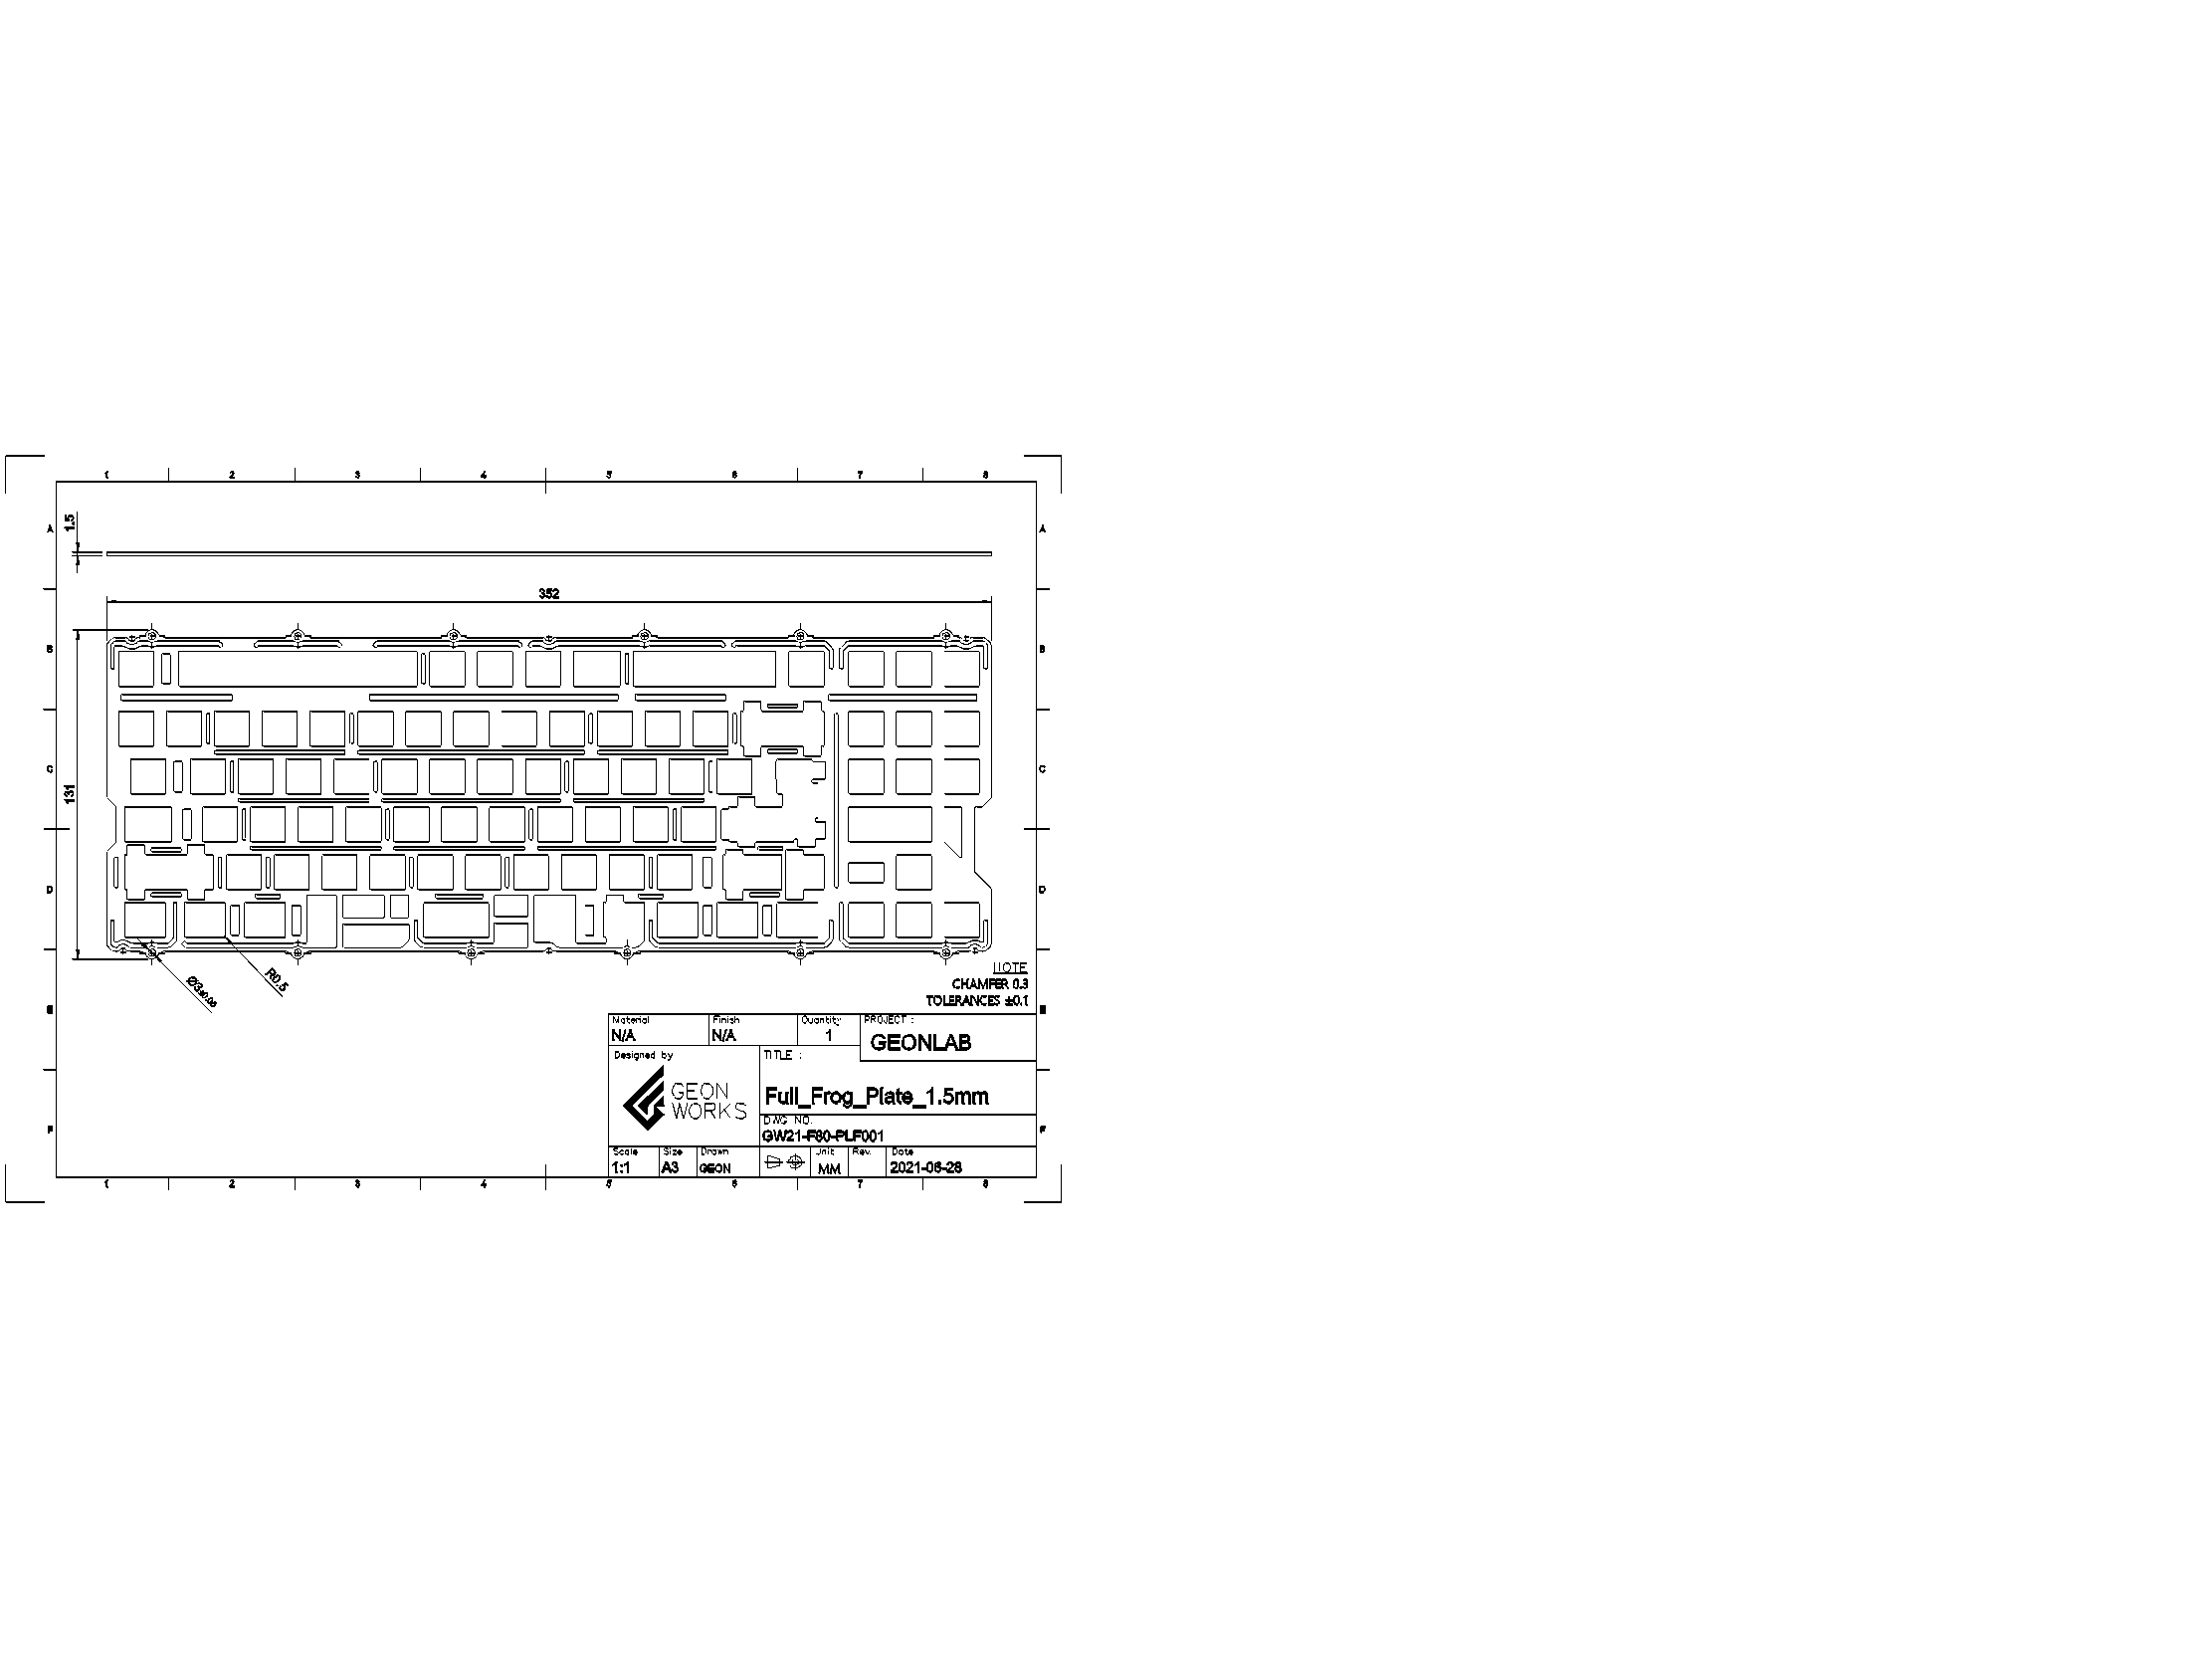 1 2 3 4 5 6 7 8
A A
1.5
352
B B
C C
131
D D
R0.5
Ø3±0.05
NOTE
CHAMFER 0.3
TOLERANCES ±0.1
E E
Material Finish Quantity PROJECT :
N/A N/A 1 GEONLAB
Designed by TITLE :
GEON
WORKS
Full_Frog_Plate_1.5mm
DWG NO.
GW21-F80-PLF001
F F
Scale Size Drawn Unit Rev. Date
1:1 A3 GEON MM 2021-06-28
1 2 3 4 5 6 7 8